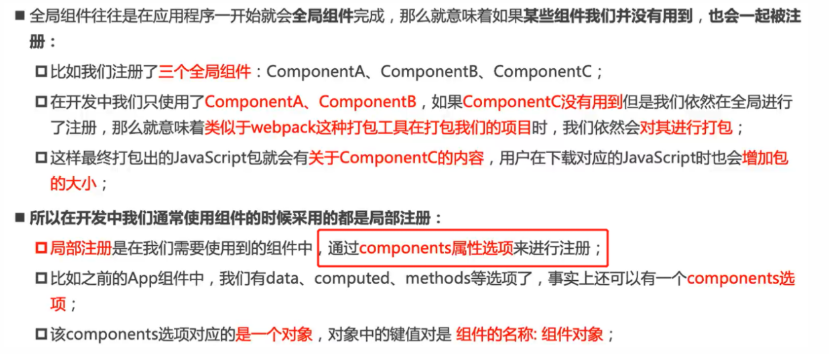 全局组件往往是在应用程序一开始就会全局组件完成，那么就意味着如果某些组件我们并没有用到，也会一起被注
册：
比如我们注册了三个全局组件：ComponentA、ComponentB、ComponentC；
在开发中我们只使用了ComponentA、ComponentB，如果ComponentC没有用到但是我们依然在全局进行
了注册，那么就意味着类似于webpack这种打包工具在打包我们的项目时，我们依然会对其进行打包；
这样最终打包出的JavaScript包就会有关于ComponentC的内容，用户在下载对应的JavaScript时也会增加包
的大小；
所以在开发中我们通常使用组件的时候采用的都是局部注册：
局部注册是在我们需要使用到的组件中，通过components属性选项来进行注册；
比如之前的App组件中，我们有data、computed、methods等选项了，事实上还可以有一个components选
项；
该components选项对应的是一个对象，对象中的键值对是 组件的名称: 组件对象；